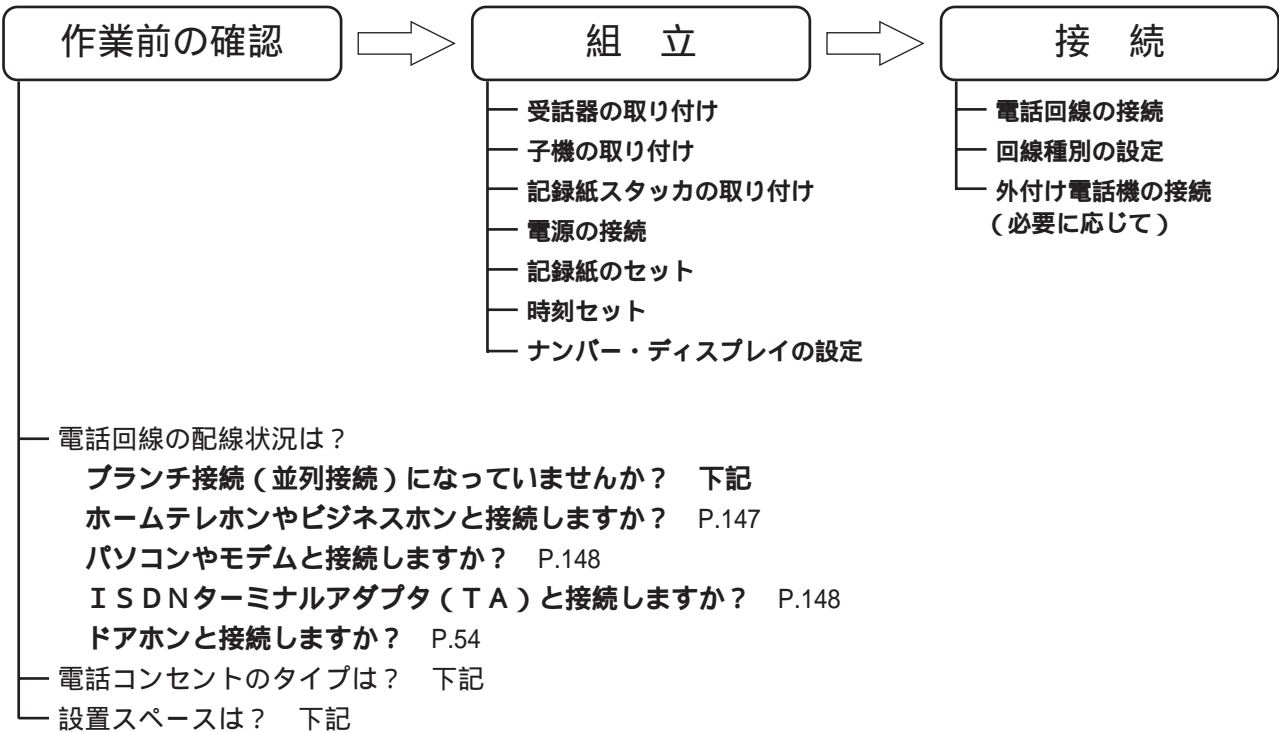 作業前の確認
組　立
接　続
受話器の取り付け
子機の取り付け
記録紙スタッカの取り付け
電源の接続
記録紙のセット
時刻セット
ナンバー・ディスプレイの設定
電話回線の接続
回線種別の設定
外付け電話機の接続
（必要に応じて）
電話回線の配線状況は？
ブランチ接続（並列接続）になっていませんか？　下記
ホームテレホンやビジネスホンと接続しますか？　P.147
パソコンやモデムと接続しますか？　P.148
ＩＳＤＮターミナルアダプタ（ＴＡ）と接続しますか？　P.148
ドアホンと接続しますか？　P.54
電話コンセントのタイプは？　下記
設置スペースは？　下記